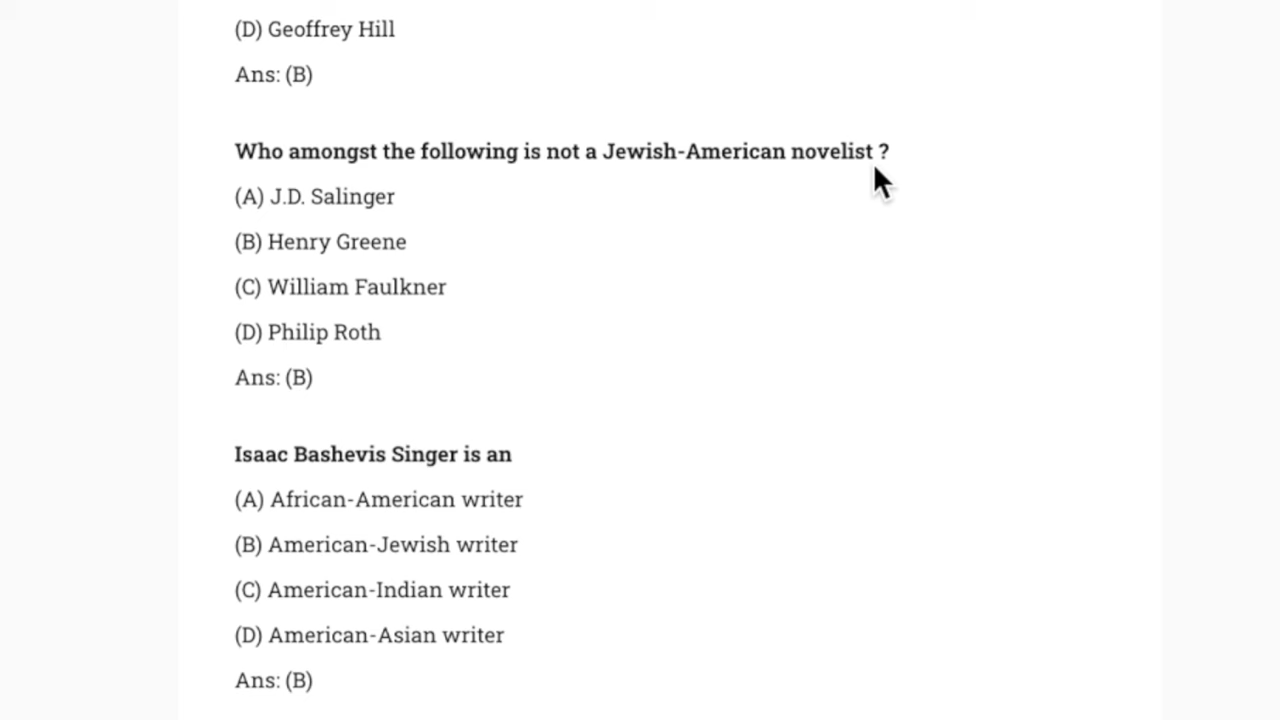 (D) Geoffrey Hill
Ans: (B)
Who amongst the following is not a Jewish-American novelist ?
(A) J.D. Salinger
(B) Henry Greene
(C) William Faulkner
(D) Philip Roth
Ans: (B)
Isaac Bashevis Singer is an
(A) African-American writer
(B) American-Jewish writer
(C) American-Indian writer
(D) American-Asian writer
Ans: (B)